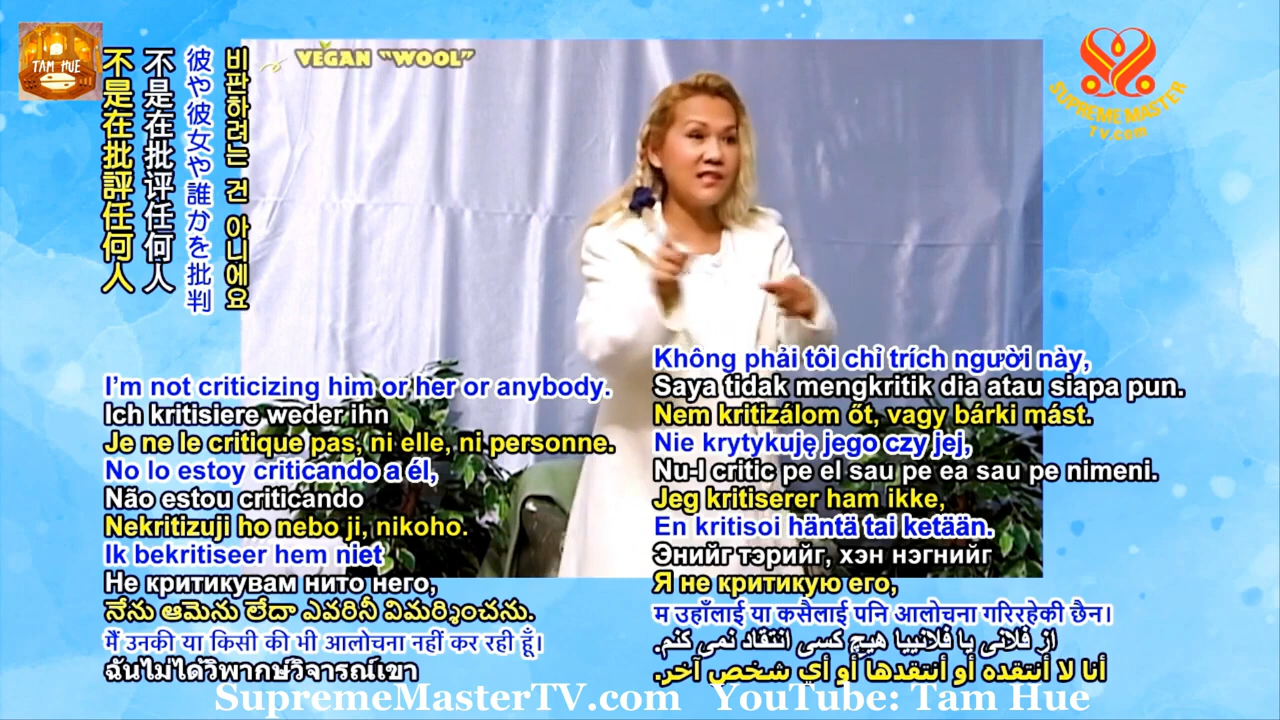 TAM HUE
不是在批評任何人
不是在批评任何人
彼や彼女や誰かを批判
비판하려는 건 아니에요
VEGAN "WOOL"
SUPREME MASTER
TV.com
I'm not criticizing him or her or anybody.
Ich kritisiere weder ihn
Je ne le critique pas, ni elle, ni personne.
No lo estoy criticando a él,
Não estou criticando
Nekritizuji ho nebo ji, nikoho.
Ik bekritiseer hem niet
Не критикувам нито него,
నేను ఆమెను లేదా ఎవరినీ విమర్శించను.
मैं उनकी या किसी की भी आलोचना नहीं कर रही हूँ।
ฉันไม่ได้วิพากษ์วิจารณ์เขา
Không phải tôi chỉ trích người này,
Saya tidak mengkritik dia atau siapa pun.
Nem kritizálom őt, vagy bárki mást.
Nie krytykuję jego czy jej,
Nu-l critic pe el sau pe ea sau pe nimeni.
Jeg kritiserer ham ikke,
En kritisoi häntä tai ketään.
Энийг тэрийг, хэн нэгнийг
Я не критикую его,
म उहाँलाई या कसैलाई पनि आलोचना गरिरहेकी छैन।
از فلانی یا فلانییا هیچ کسی انتقاد نمی کنم.
أنا لا أنتقده أو أنتقدها أو أي شخص آخر.
SupremeMasterTV.com YouTube: Tam Hue